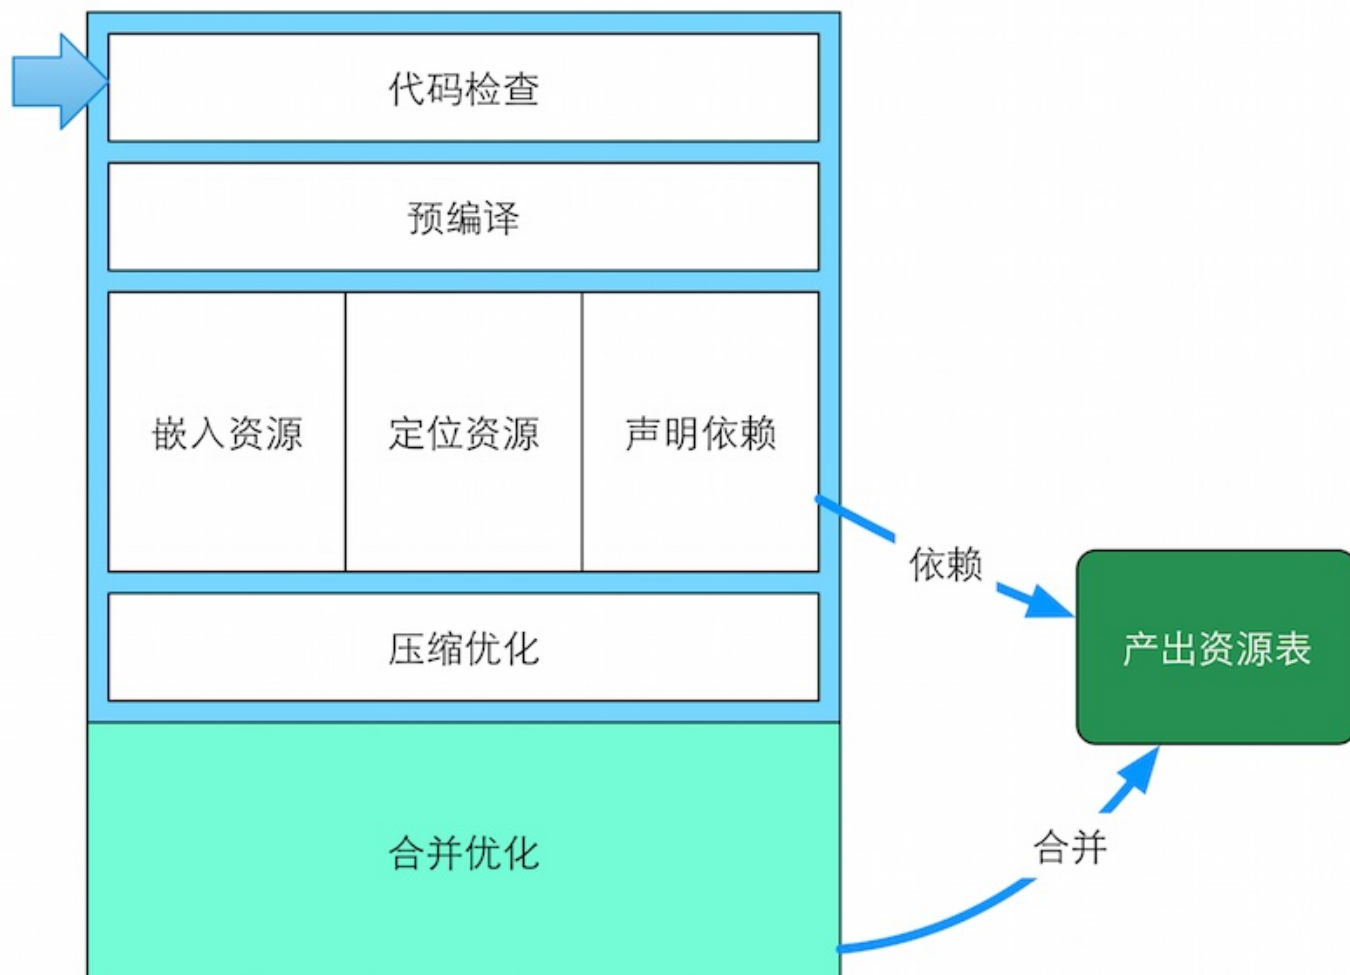 代码检查
预编译
嵌入资源
定位资源
声明依赖
依赖
压缩优化
产出资源表
合并优化
合并